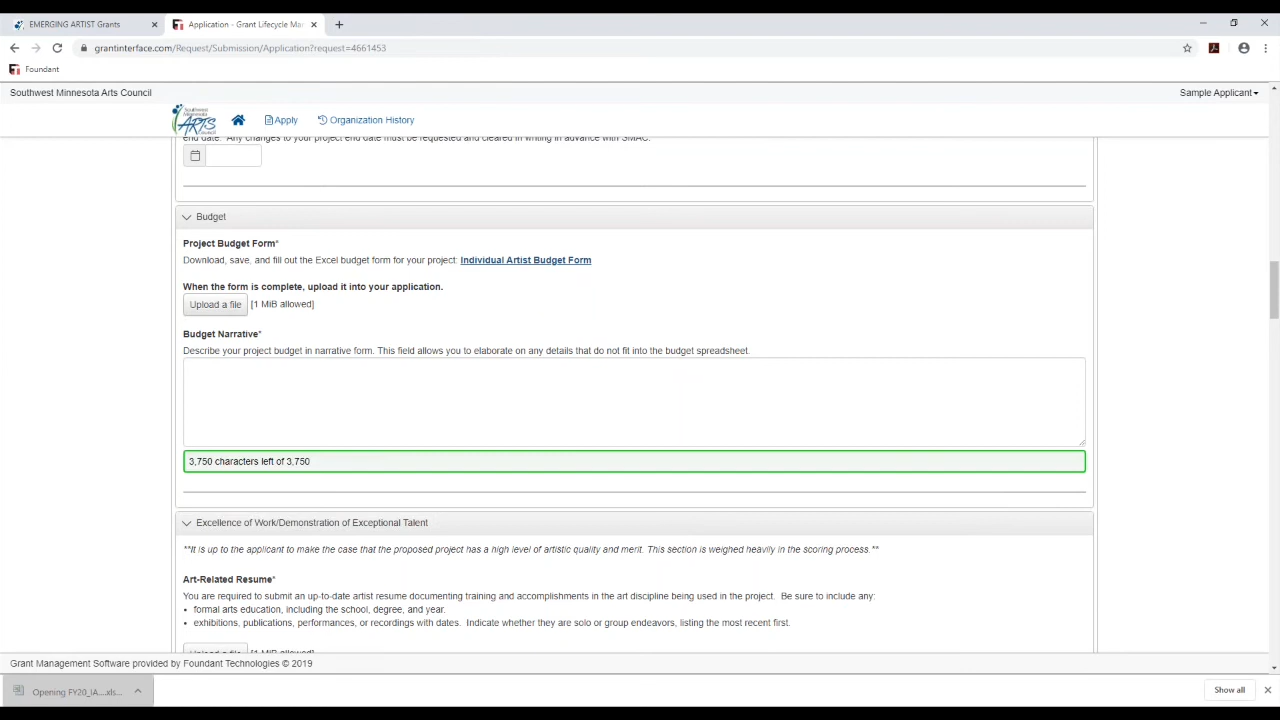 EMERGING ARTIST Grants
Application - Grant Lifecycle Mar
grantinterface.com/Request/Submission/Application?request=4661453
Foundant
Southwest Minnesota Arts Council
Sample Applicant
Southwest Minnesota ARTS Council
Apply
Organization History
end date. Any changes to your project end date must be requested and cleared in writing in advance with SMAC.
Budget
Project Budget Form*
Download, save, and fill out the Excel budget form for your project: Individual Artist Budget Form
When the form is complete, upload it into your application.
Upload a file [1 MiB allowed]
Budget Narrative*
Describe your project budget in narrative form. This field allows you to elaborate on any details that do not fit into the budget spreadsheet.
3,750 characters left of 3,750
Excellence of Work/Demonstration of Exceptional Talent
**It is up to the applicant to make the case that the proposed project has a high level of artistic quality and merit. This section is weighed heavily in the scoring process.**
Art-Related Resume*
You are required to submit an up-to-date artist resume documenting training and accomplishments in the art discipline being used in the project. Be sure to include any:
• formal arts education, including the school, degree, and year.
• exhibitions, publications, performances, or recordings with dates. Indicate whether they are solo or group endeavors, listing the most recent first.
Upload a file [1 MiB allowed]
Grant Management Software provided by Foundant Technologies © 2019
Opening FY20_IA....xls...
Show all